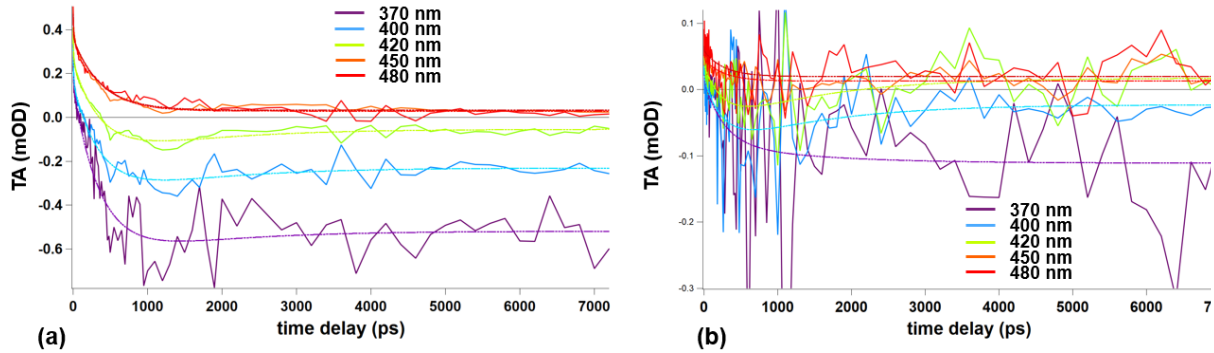 370 nm
400 nm
420 nm
450 nm
480 nm
0.4
0.2
0.0
-0.2
-0.4
-0.6
TA (mOD)
0 1000 2000 3000 4000 5000 6000 7000
time delay (ps)
(a)
0.1
0.0
-0.1
-0.2
-0.3
TA (mOD)
370 nm
400 nm
420 nm
450 nm
480 nm
0 1000 2000 3000 4000 5000 6000
time delay (ps)
(b)